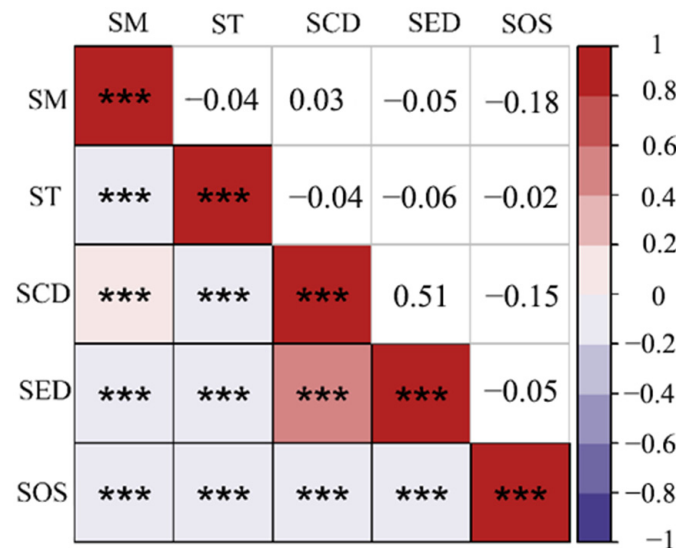 SM ST SCD SED SOS
1
SM *** −0.04 0.03 −0.05 −0.18
0.8
0.6
ST *** *** −0.04 −0.06 −0.02
0.4
0.2
SCD *** *** *** 0.51 −0.15
0
−0.2
SED *** *** *** *** −0.05
−0.4
−0.6
SOS *** *** *** *** ***
−0.8
−1